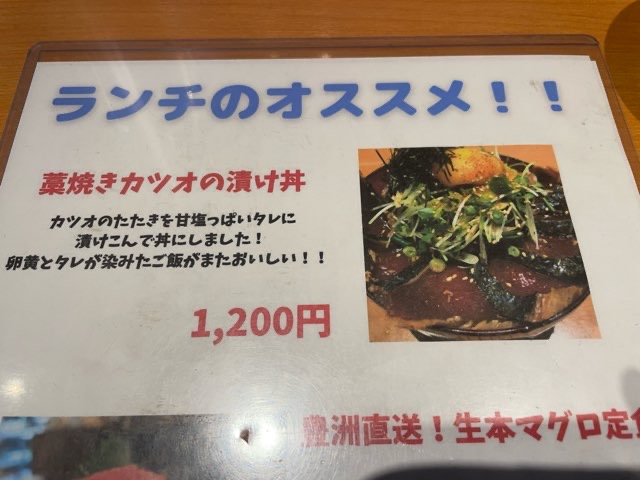 ランチのオススメ！！
藁焼きカツオの漬け丼
カツオのたたきを甘塩っぱいタレに
漬けこんで丼にしました！
卵黄とタレが染みたご飯がまたおいしい！！
1,200円
豊洲直送！生本マグロ定食